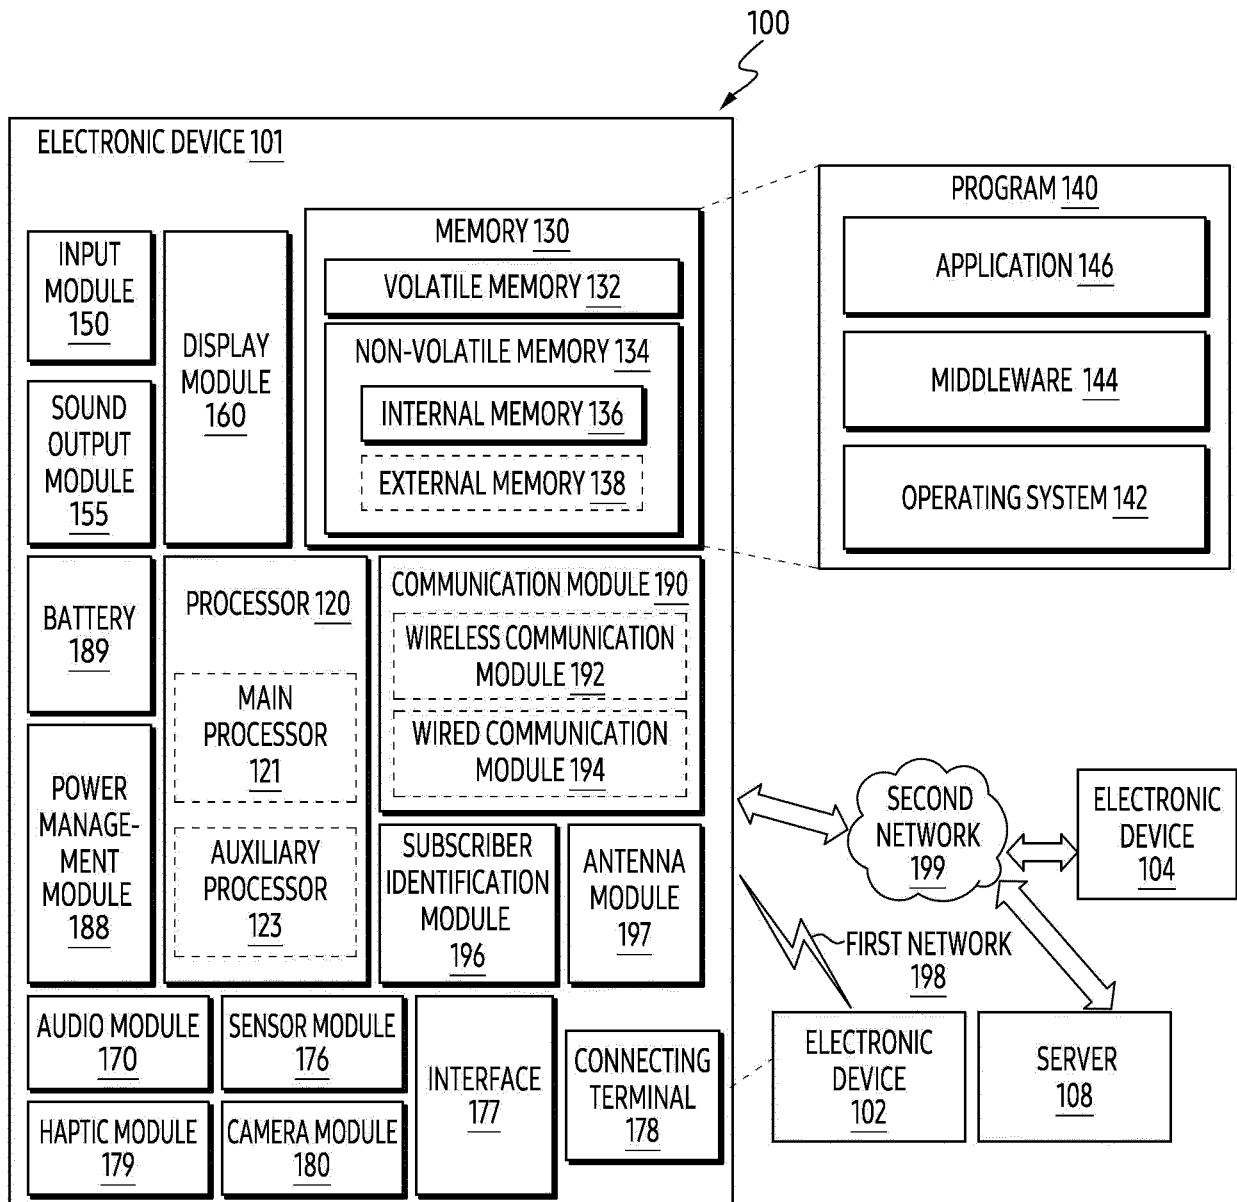 100
ELECTRONIC DEVICE 101
INPUT
MODULE
150
DISPLAY
MODULE
160
SOUND
OUTPUT
MODULE
155
MEMORY 130
VOLATILE MEMORY 132
NON-VOLATILE MEMORY 134
INTERNAL MEMORY 136
EXTERNAL MEMORY 138
PROGRAM 140
APPLICATION 146
MIDDLEWARE 144
OPERATING SYSTEM 142
BATTERY
189
PROCESSOR 120
MAIN
PROCESSOR
121
AUXILIARY
PROCESSOR
123
COMMUNICATION MODULE 190
WIRELESS COMMUNICATION
MODULE 192
WIRED COMMUNICATION
MODULE 194
POWER
MANAGE-
MENT MODULE
188
SUBSCRIBER
IDENTIFICATION
MODULE
196
ANTENNA
MODULE
197
SECOND
NETWORK
199
ELECTRONIC
DEVICE
104
FIRST NETWORK
198
AUDIO MODULE
170
SENSOR MODULE
176
INTERFACE
177
CONNECTING
TERMINAL
178
ELECTRONIC
DEVICE
102
SERVER
108
HAPTIC MODULE
179
CAMERA MODULE
180